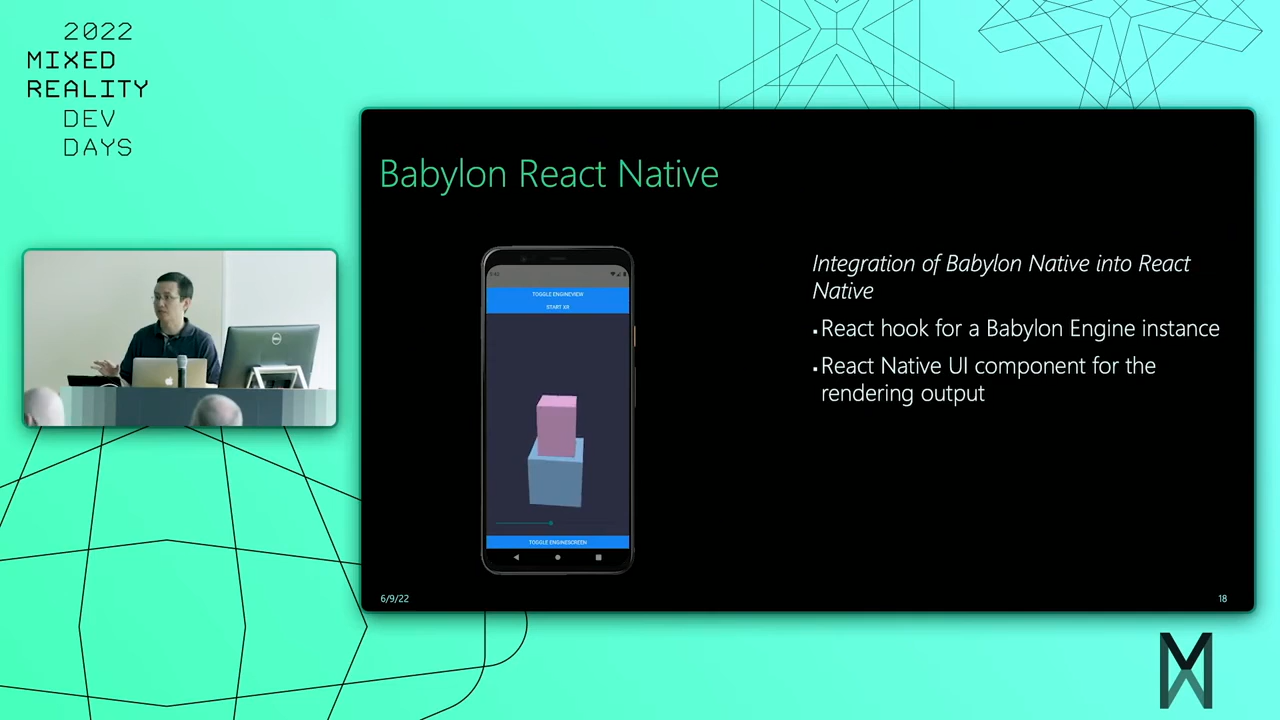 2022
MIXED
REALITY
DEV
DAYS
Babylon React Native
TOGGLE ENGINEVIEW
START XR
TOGGLE ENGINESCREEN
Integration of Babylon Native into React
Native
▪React hook for a Babylon Engine instance
▪React Native UI component for the
rendering output
6/9/22
18
DELL